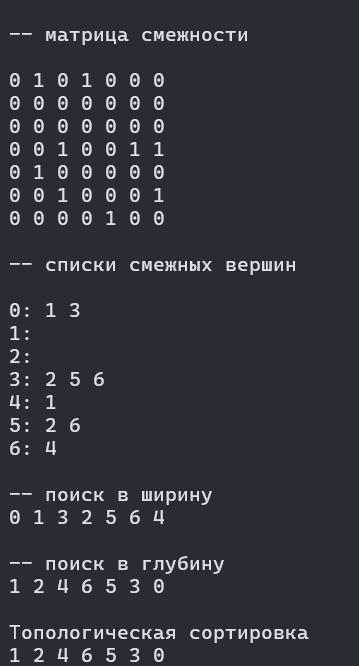 -- матрица смежности
0 1 0 1 0 0 0
0 0 0 0 0 0 0
0 0 0 0 0 0 0
0 0 1 0 0 1 1
0 1 0 0 0 0 0
0 0 1 0 0 0 1
0 0 0 0 1 0 0
-- списки смежных вершин
0: 1 3
1:
2:
3: 2 5 6
4: 1
5: 2 6
6: 4
-- поиск в ширину
0 1 3 2 5 6 4
-- поиск в глубину
1 2 4 6 5 3 0
Топологическая сортировка
1 2 4 6 5 3 0